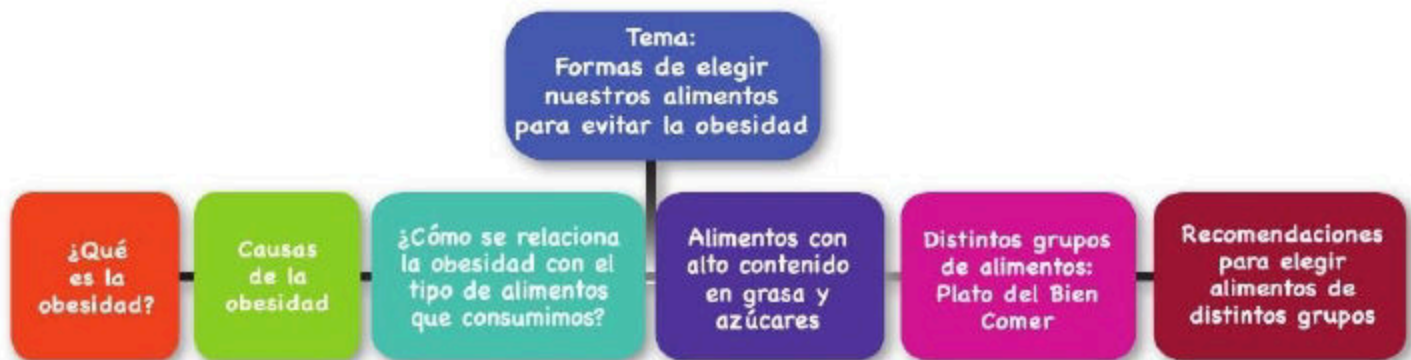 Tema:
Formas de elegir
nuestros alimentos
para evitar la obesidad
¿Qué
es la
obesidad?
Causas
de la
obesidad
¿Cómo se relaciona
la obesidad con el
tipo de alimentos
que consumimos?
Alimentos con
alto contenido
en grasa y
azúcares
Distintos grupos
de alimentos:
Plato del Bien
Comer
Recomendaciones
para elegir
alimentos de
distintos grupos